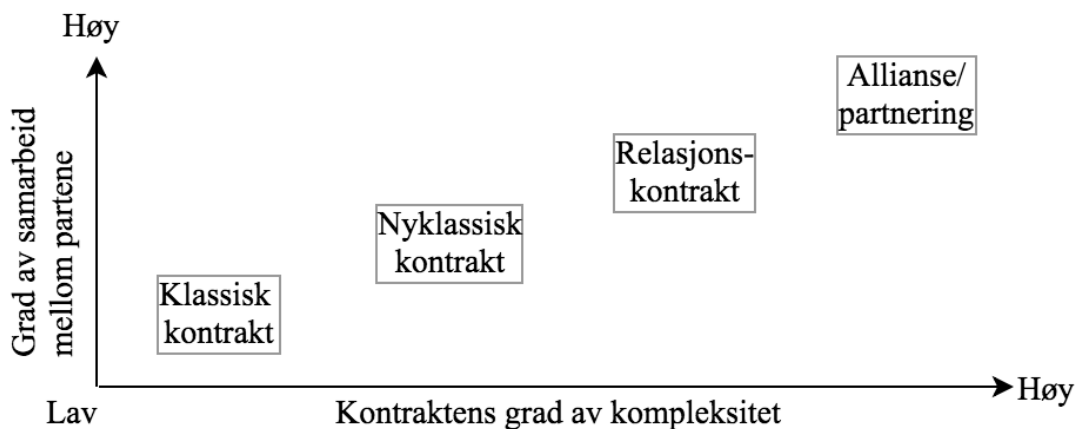 Høy
Allianse/
partnering
Relasjons-
kontrakt
Nyklassisk
kontrakt
Klassisk
kontrakt
Grad av samarbeid
mellom partene
Høy
Lav
Kontraktens grad av kompleksitet